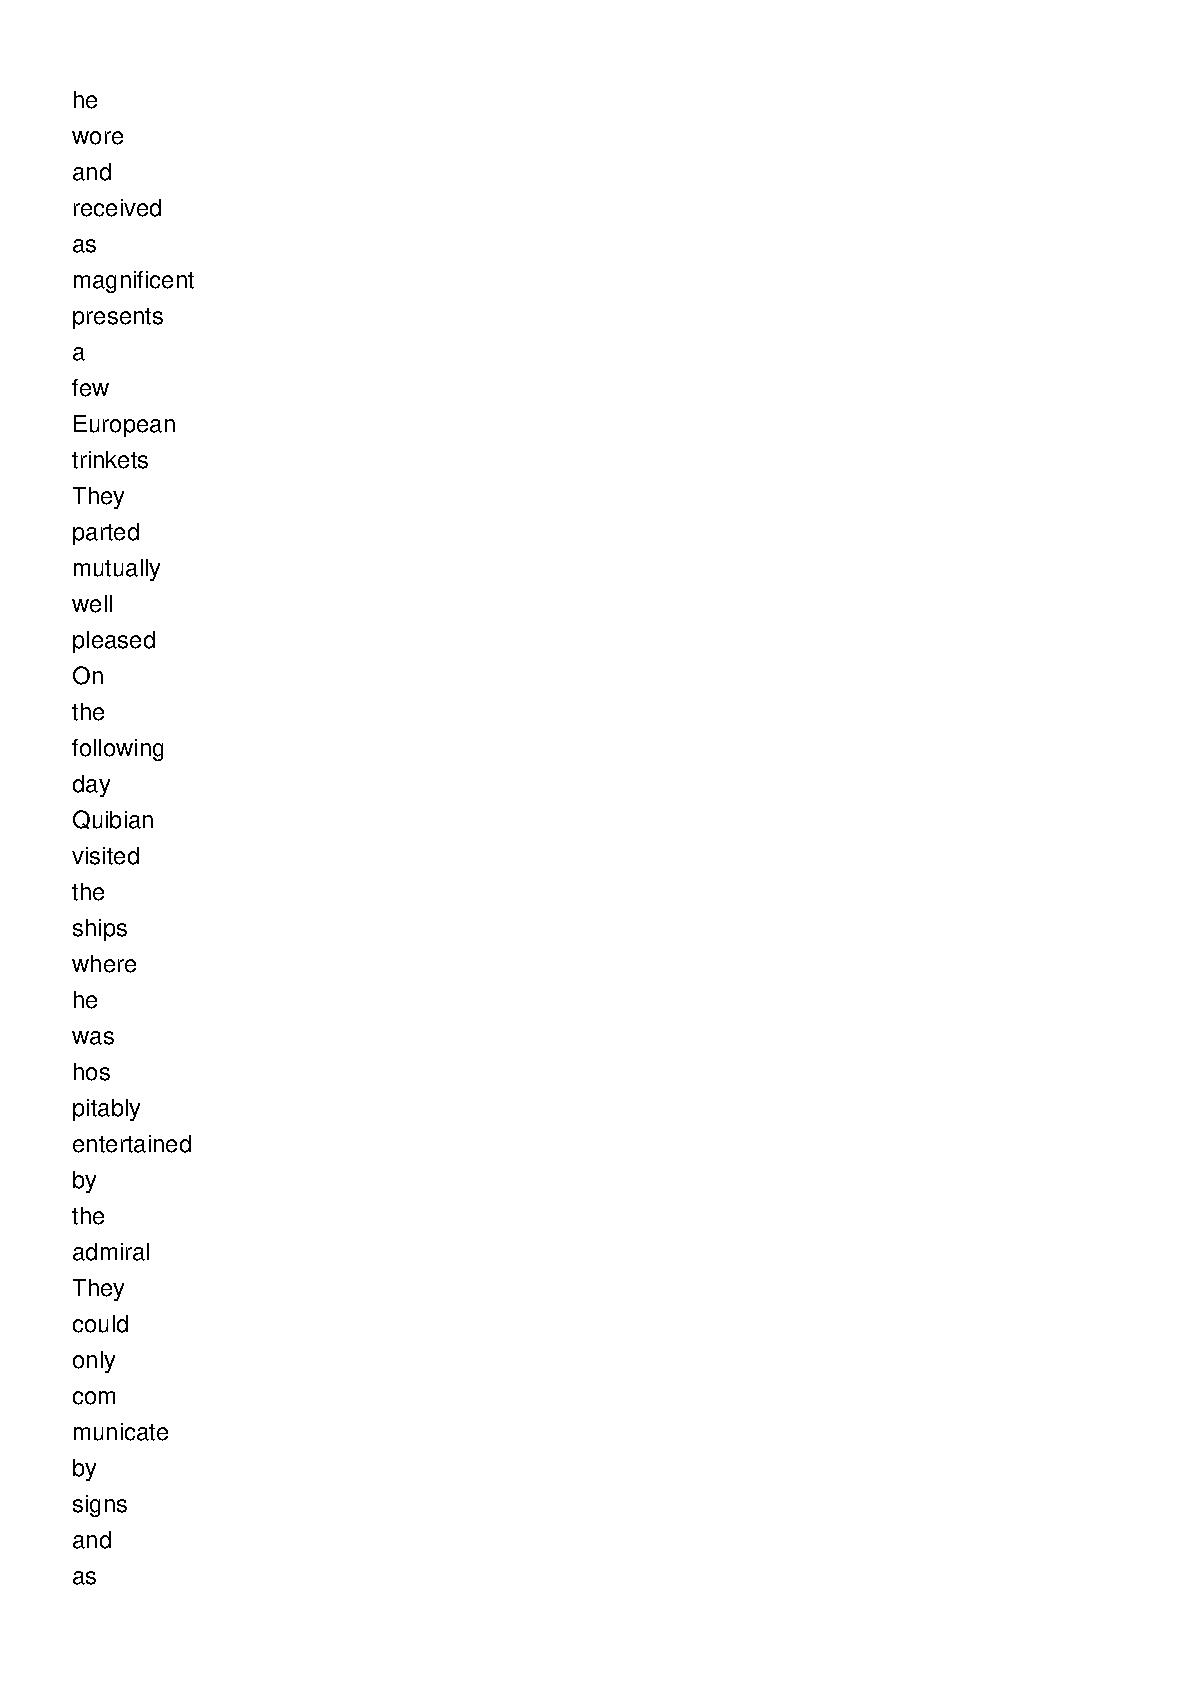 he
wore
and
received
as
magnificent
presents
a
few
European
trinkets
They
parted
mutually
well
pleased
On
the
following
day
Quibian
visited
the
ships
where
he
was
hos
pitably
entertained
by
the
admiral
They
could
only
com
municate
by
signs
and
as